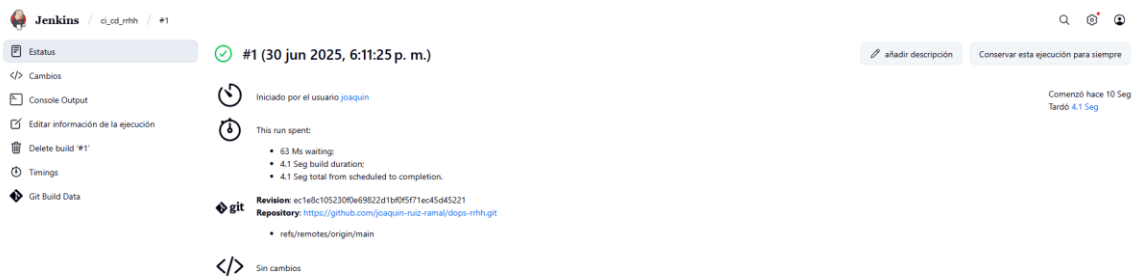 Jenkins / ci_cd_rrhh / #1
Estatus
Cambios
Console Output
Editar información de la ejecución
Delete build '#1'
Timings
Git Build Data
#1 (30 jun 2025, 6:11:25 p. m.)
añadir descripción
Conservar esta ejecución para siempre
Iniciado por el usuario joaquin
Comenzó hace 10 Seg
Tardó 4.1 Seg
This run spent:
63 Ms waiting;
4.1 Seg build duration;
4.1 Seg total from scheduled to completion.
git
Revision: ec1e8c105230f0e69822d1bf0f5f71ec45d45221
Repository: https://github.com/joaquin-ruiz-ramal/dops-rrhh.git
refs/remotes/origin/main
Sin cambios